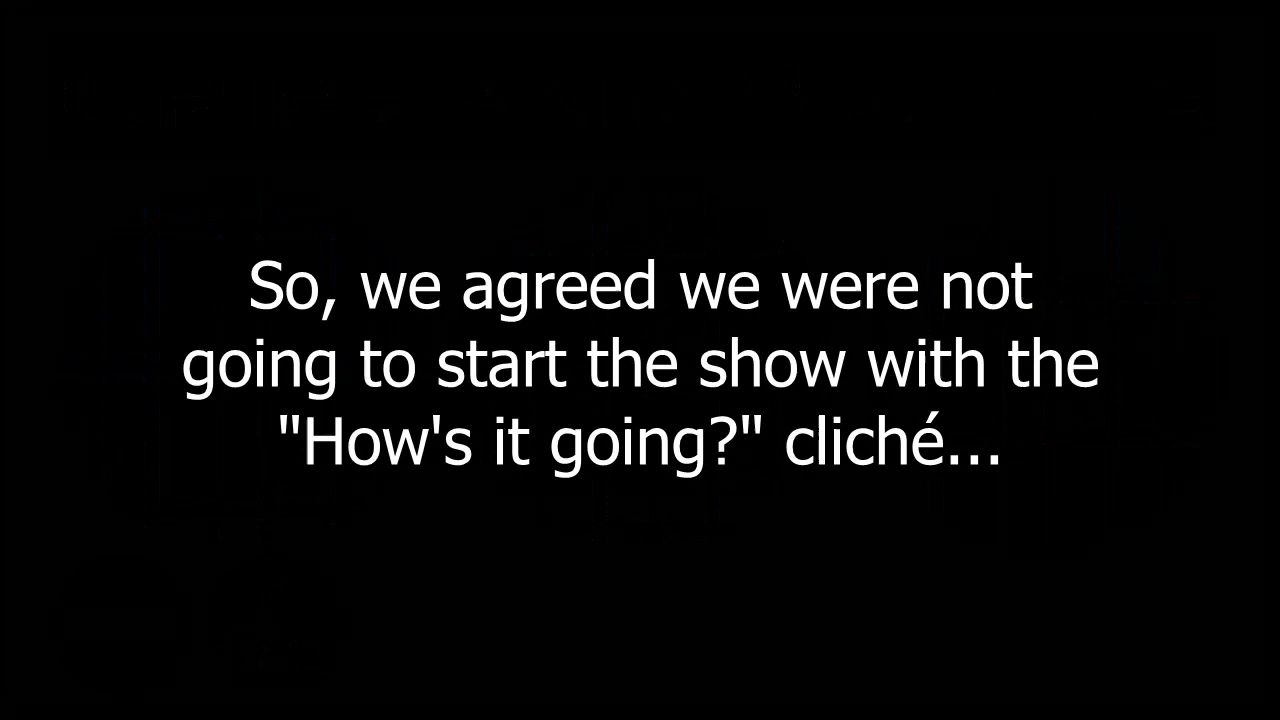 So, we agreed we were not
going to start the show with the
"How's it going?" cliché...